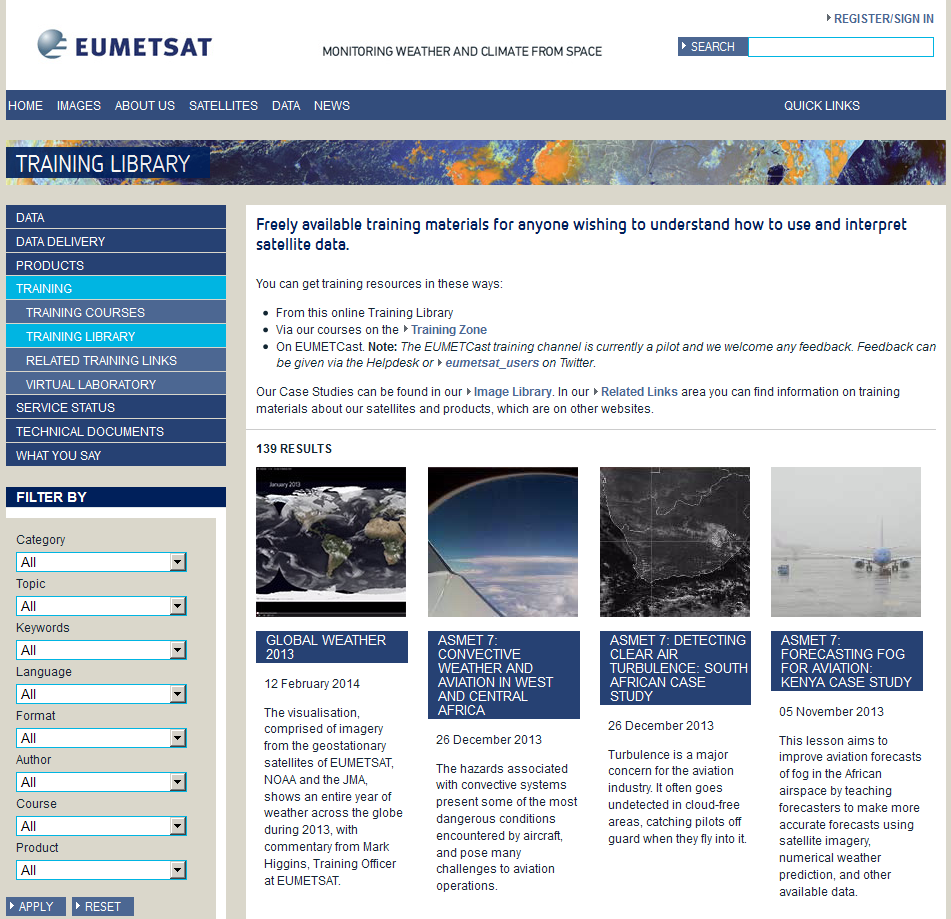 REGISTER/SIGN IN
EUMETSAT
MONITORING WEATHER AND CLIMATE FROM SPACE
SEARCH
HOME IMAGES ABOUT US SATELLITES DATA NEWS QUICK LINKS
TRAINING LIBRARY
DATA
DATA DELIVERY
PRODUCTS
TRAINING
TRAINING COURSES
TRAINING LIBRARY
RELATED TRAINING LINKS
VIRTUAL LABORATORY
SERVICE STATUS
TECHNICAL DOCUMENTS
WHAT YOU SAY
FILTER BY
Category
All
Topic
All
Keywords
All
Language
All
Format
All
Author
All
Course
All
Product
All
APPLY RESET
Freely available training materials for anyone wishing to understand how to use and interpret
satellite data.
You can get training resources in these ways:
From this online Training Library
Via our courses on the Training Zone
On EUMETCast. Note: The EUMETCast training channel is currently a pilot and we welcome any feedback. Feedback can
be given via the Helpdesk or eumetsat_users on Twitter.
Our Case Studies can be found in our Image Library. In our Related Links area you can find information on training
materials about our satellites and products, which are on other websites.
139 RESULTS
January 2013
GLOBAL WEATHER
2013
12 February 2014
The visualisation,
comprised of imagery
from the geostationary
satellites of EUMETSAT,
NOAA and the JMA,
shows an entire year of
weather across the globe
during 2013, with
commentary from Mark
Higgins, Training Officer
at EUMETSAT.
ASMET 7:
CONVECTIVE
WEATHER AND
AVIATION IN WEST
AND CENTRAL
AFRICA
26 December 2013
The hazards associated
with convective systems
present some of the most
dangerous conditions
encountered by aircraft,
and pose many
challenges to aviation
operations.
ASMET 7: DETECTING
CLEAR AIR
TURBULENCE: SOUTH
AFRICAN CASE
STUDY
26 December 2013
Turbulence is a major
concern for the aviation
industry. It often goes
undetected in cloud-free
areas, catching pilots off
guard when they fly into it.
ASMET 7:
FORECASTING FOG
FOR AVIATION:
KENYA CASE STUDY
05 November 2013
This lesson aims to
improve aviation forecasts
of fog in the African
airspace by teaching
forecasters to make more
accurate forecasts using
satellite imagery,
numerical weather
prediction, and other
available data.